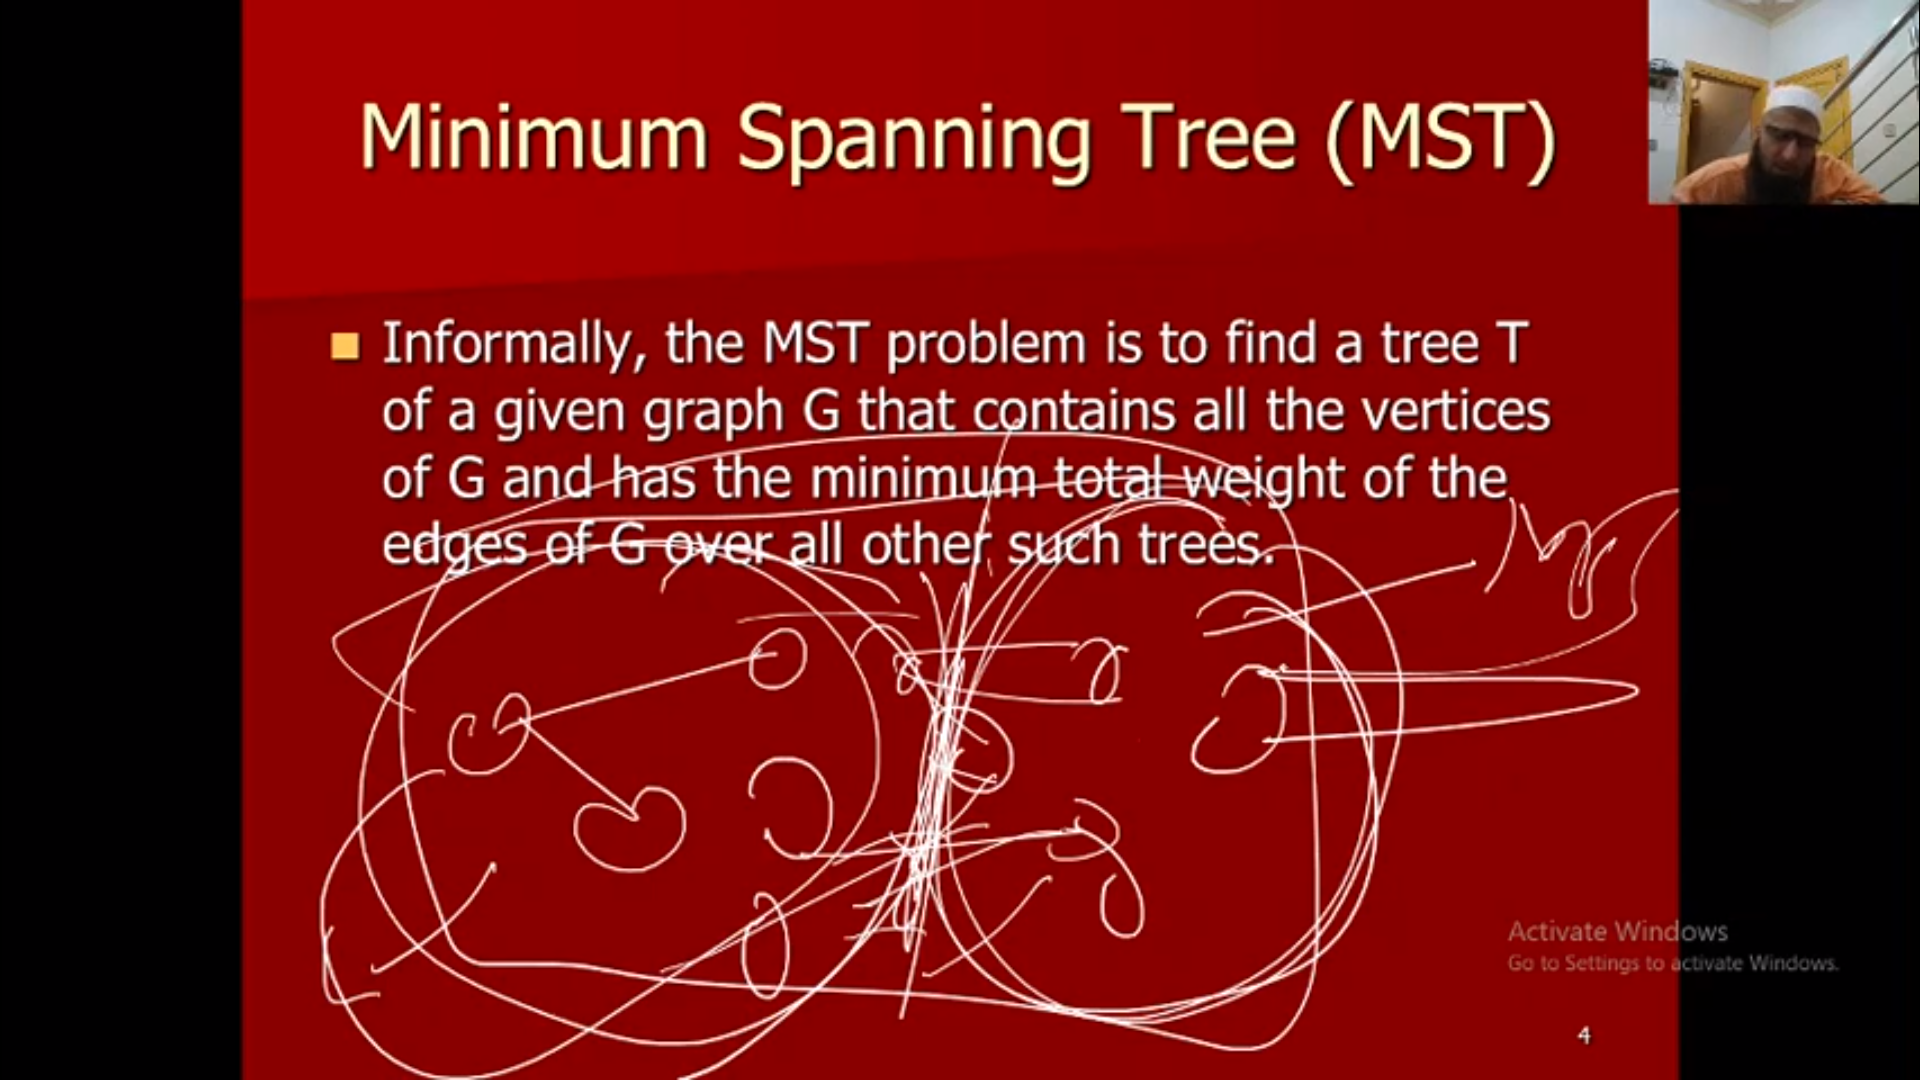 Minimum Spanning Tree (MST)
Informally, the MST problem is to find a tree T
of a given graph G that contains all the vertices
of G and has the minimum total weight of the
edges of G over all other such trees.
Activate Windows
Go to Settings to activate Windows.
4